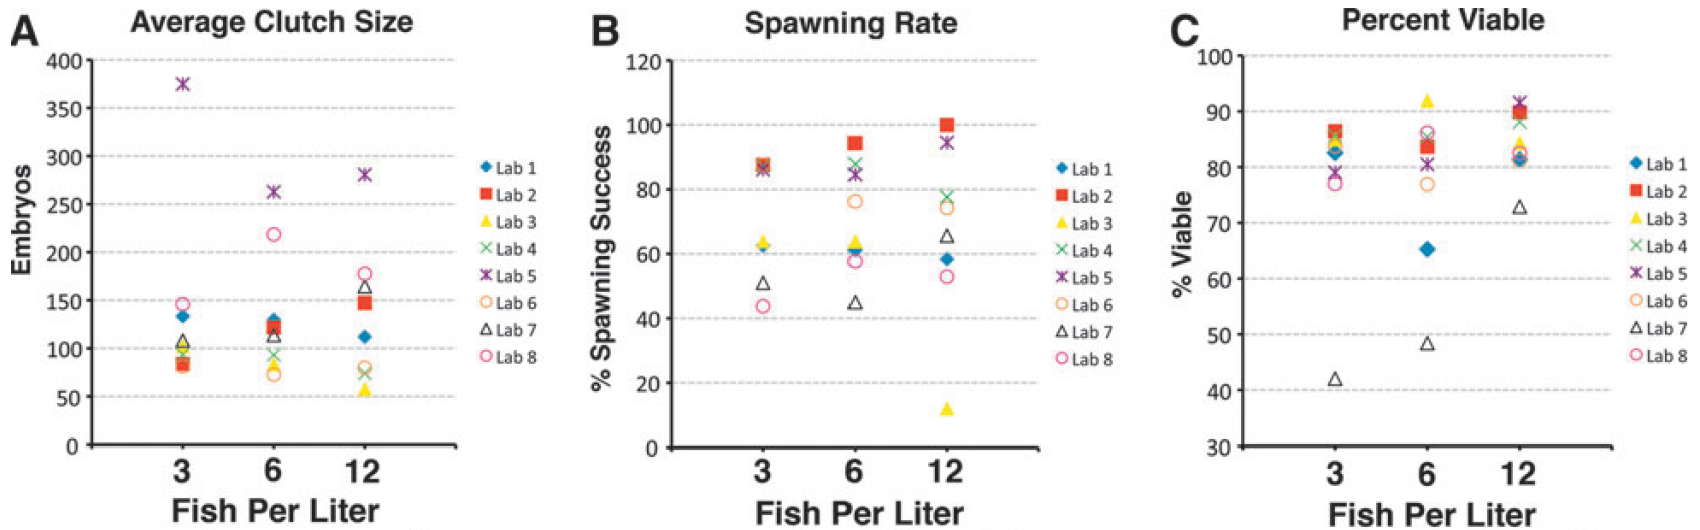 A
Average Clutch Size
Embryos
400
350
300
250
200
150
100
50
0
3 6 12
Fish Per Liter
Lab 1
Lab 2
Lab 3
Lab 4
Lab 5
Lab 6
Lab 7
Lab 8
B
Spawning Rate
% Spawning Success
120
100
80
60
40
20
0
3 6 12
Fish Per Liter
Lab 1
Lab 2
Lab 3
Lab 4
Lab 5
Lab 6
Lab 7
Lab 8
C
Percent Viable
% Viable
100
90
80
70
60
50
40
30
3 6 12
Fish Per Liter
Lab 1
Lab 2
Lab 3
Lab 4
Lab 5
Lab 6
Lab 7
Lab 8